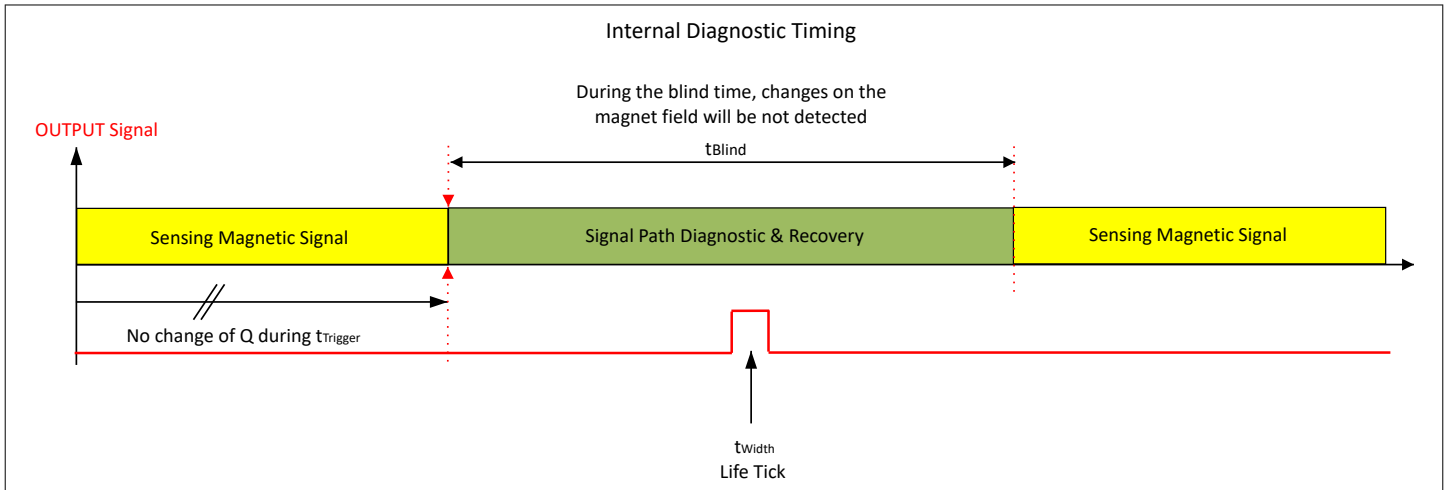 Internal Diagnostic Timing
During the blind time, changes on the
magnet field will be not detected
OUTPUT Signal
tBlind
Sensing Magnetic Signal
Signal Path Diagnostic & Recovery
Sensing Magnetic Signal
No change of Q during tTrigger
tWidth
Life Tick